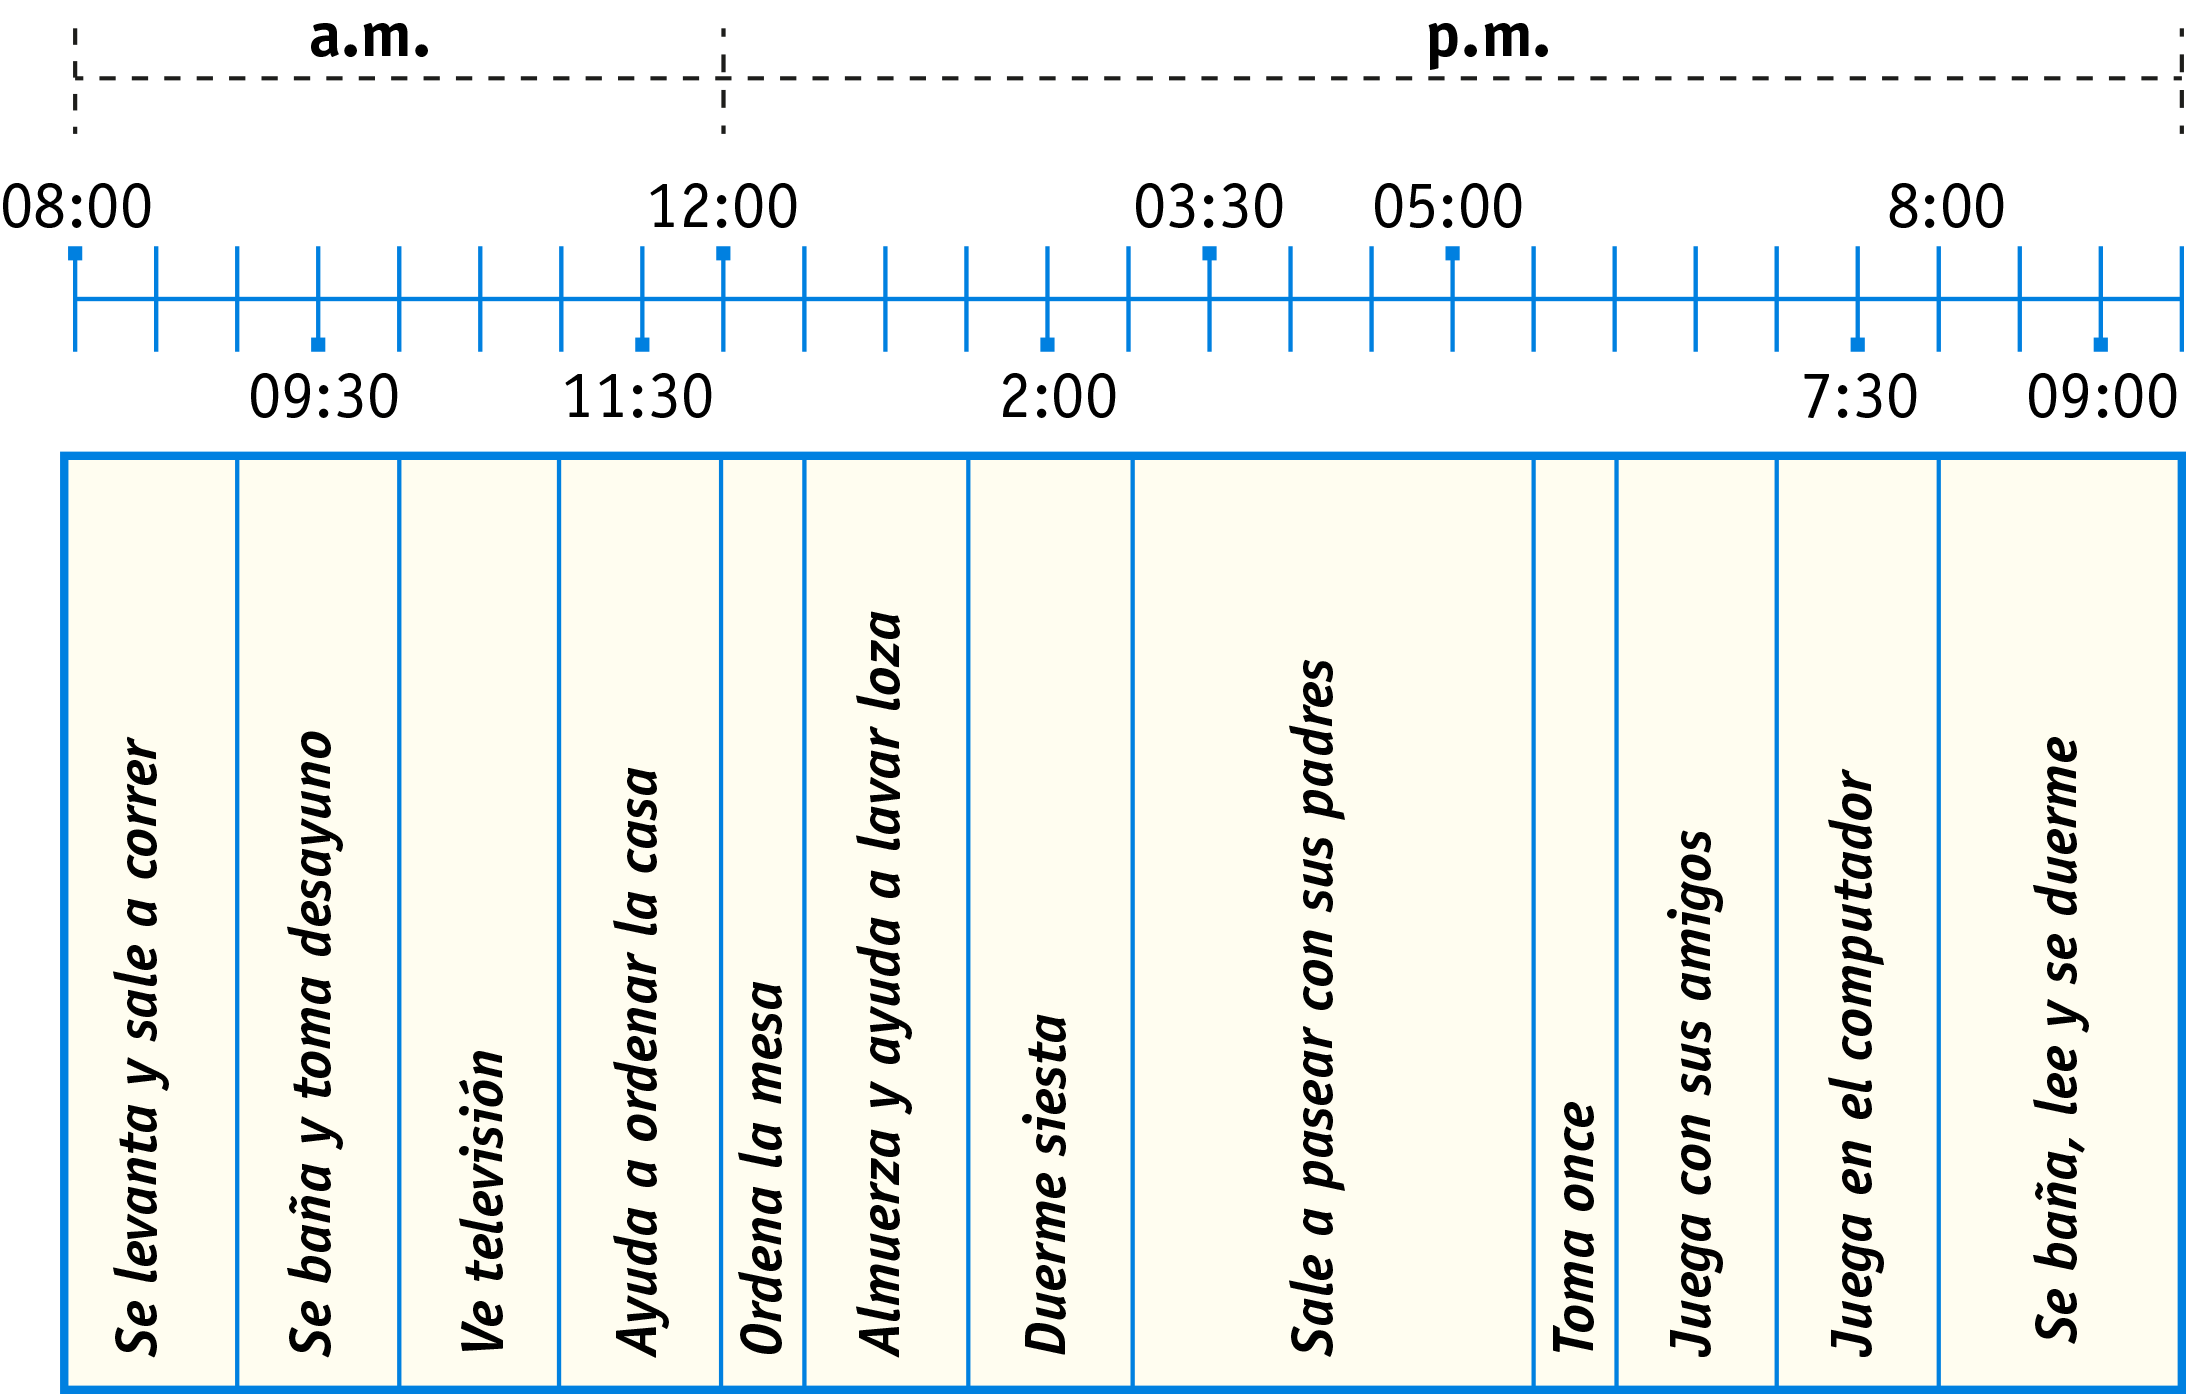 a.m. p.m.
08:00 12:00 03:30 05:00 8:00
09:30 11:30 2:00 7:30 09:00
Se levanta y sale a correr
Se baña y toma desayuno
Ve televisión
Ayuda a ordenar la casa
Ordena la mesa
Almuerza y ayuda a lavar loza
Duerme siesta
Sale a pasear con sus padres
Toma once
Juega con sus amigos
Juega en el computador
Se baña, lee y se duerme